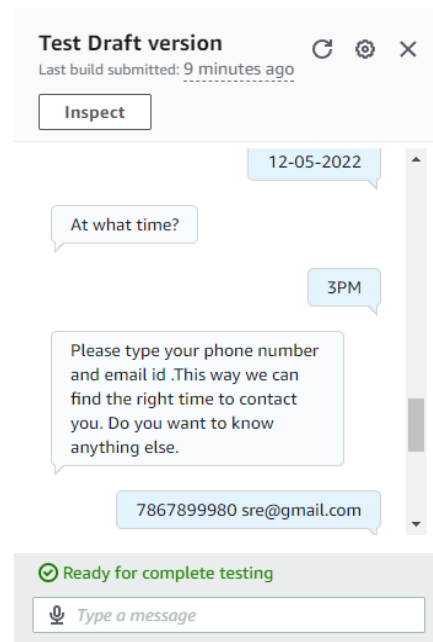 Test Draft version
Last build submitted: 9 minutes ago
Inspect
12-05-2022
At what time?
3PM
Please type your phone number
and email id .This way we can
find the right time to contact
you. Do you want to know
anything else.
7867899980 sre@gmail.com
Ready for complete testing
Type a message